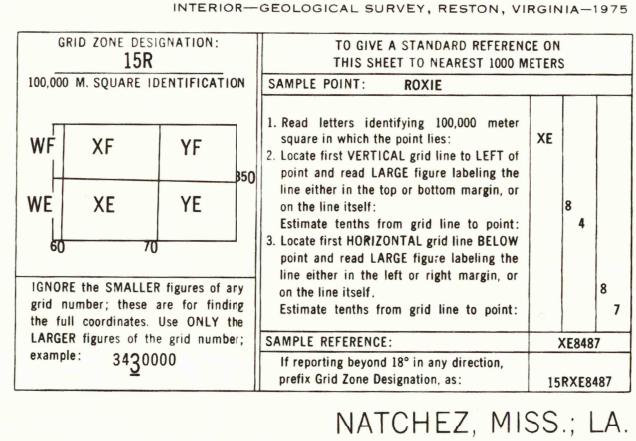 INTERIOR—GEOLOGICAL SURVEY, RESTON, VIRGINIA—1975
GRID ZONE DESIGNATION:
15R
100,000 M. SQUARE IDENTIFICATION
WF XF YF
350
WE XE YE
60 70
IGNORE the SMALLER figures of any
grid number; these are for finding
the full coordinates. Use ONLY the
LARGER figures of the grid number;
example: 3430000
TO GIVE A STANDARD REFERENCE ON
THIS SHEET TO NEAREST 1000 METERS
SAMPLE POINT: ROXIE
1. Read letters identifying 100,000 meter
square in which the point lies: XE
2. Locate first VERTICAL grid line to LEFT of
point and read LARGE figure labeling the
line either in the top or bottom margin, or
on the line itself: 8
Estimate tenths from grid line to point: 4
3. Locate first HORIZONTAL grid line BELOW
point and read LARGE figure labeling the
line either in the left or right margin, or
on the line itself. 8
Estimate tenths from grid line to point: 7
SAMPLE REFERENCE: XE8487
If reporting beyond 18° in any direction,
prefix Grid Zone Designation, as: 15RXE8487
NATCHEZ, MISS.; LA.